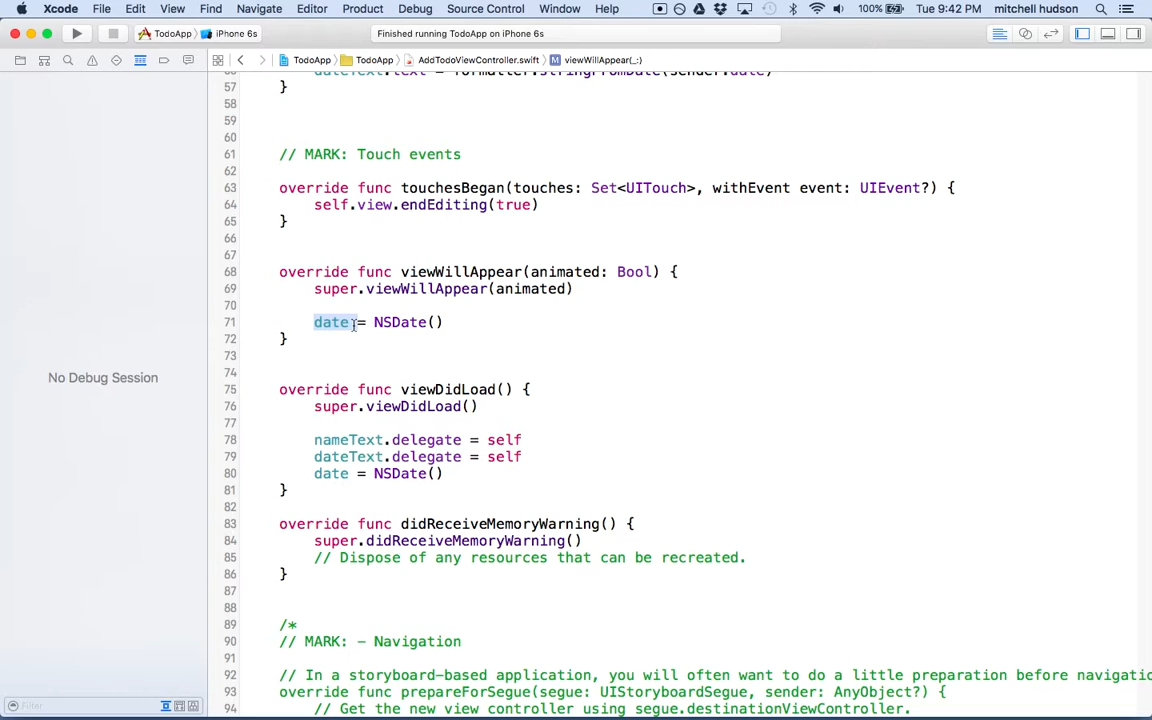 Xcode File Edit View Find Navigate Editor Product Debug Source Control Window Help 100% Tue 9:42 PM mitchell hudson
TodoApp iPhone 6s Finished running TodoApp on iPhone 6s
TodoApp TodoApp AddTodoViewController.swift M viewWillAppear(_:)
dateText.text = formatter.stringFromDate(sender.date)
57 }
58
59
60
61 // MARK: Touch events
62
63 override func touchesBegan(touches: Set<UITouch>, withEvent event: UIEvent?) {
64 self.view.endEditing(true)
65 }
66
67
68 override func viewWillAppear(animated: Bool) {
69 super.viewWillAppear(animated)
70
71 date = NSDate()
72 }
73
74
75 override func viewDidLoad() {
76 super.viewDidLoad()
77
78 nameText.delegate = self
79 dateText.delegate = self
80 date = NSDate()
81 }
82
83 override func didReceiveMemoryWarning() {
84 super.didReceiveMemoryWarning()
85 // Dispose of any resources that can be recreated.
86 }
87
88
89 /*
90 // MARK: - Navigation
91
92 // In a storyboard-based application, you will often want to do a little preparation before navigatio
93 override func prepareForSegue(segue: UIStoryboardSegue, sender: AnyObject?) {
94 // Get the new view controller using segue.destinationViewController.
No Debug Session
Filter